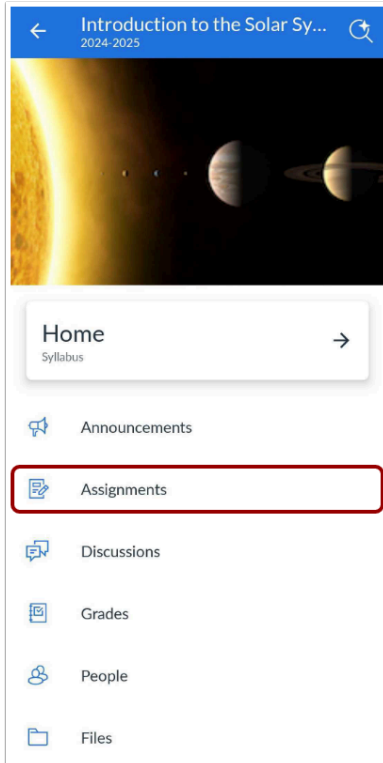 Introduction to the Solar Sy...
2024-2025
Home
Syllabus
Announcements
Assignments
Discussions
Grades
People
Files